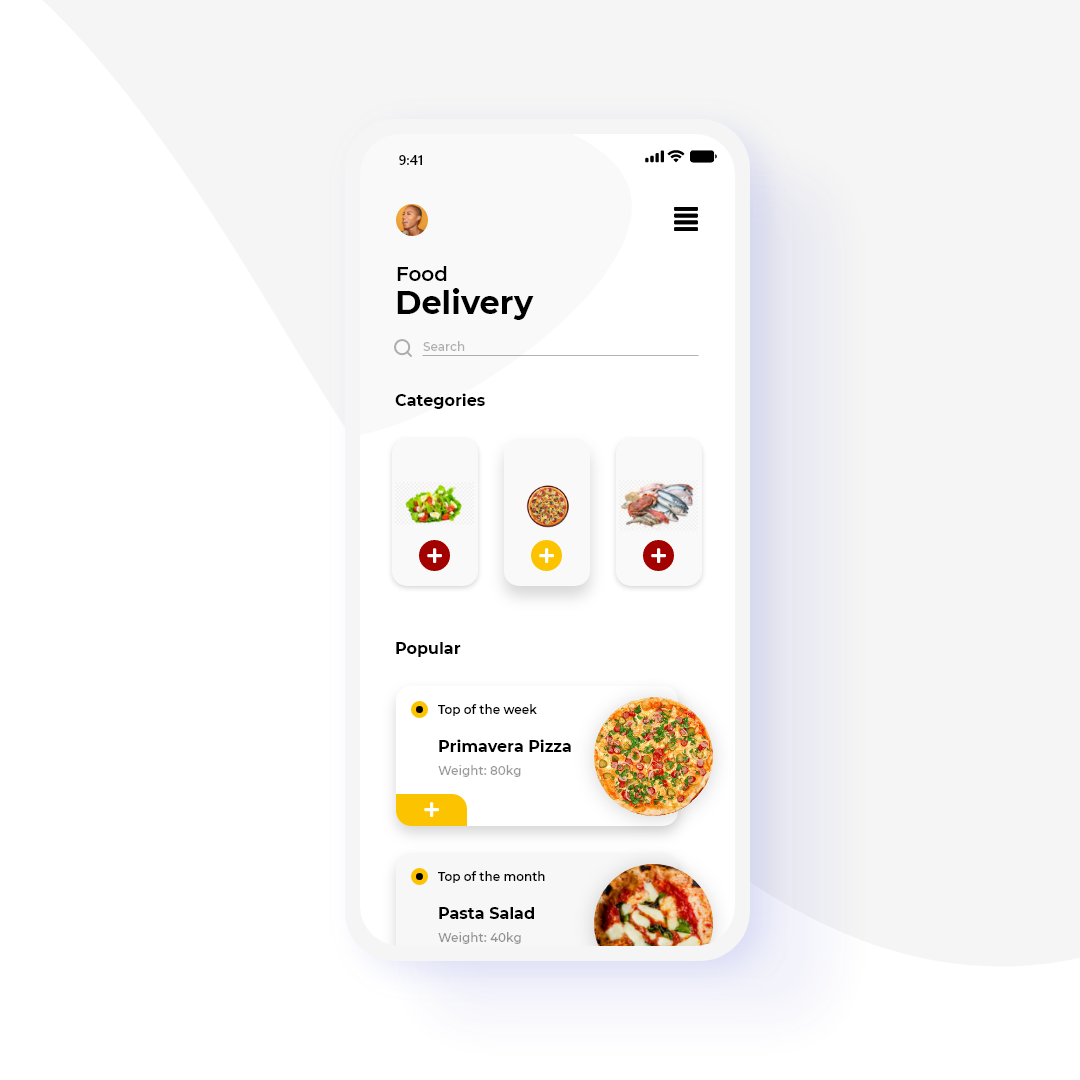 9:41
Food
Delivery
Search
Categories
Popular
Top of the week
Primavera Pizza
Weight: 80kg
Top of the month
Pasta Salad
Weight: 40kg